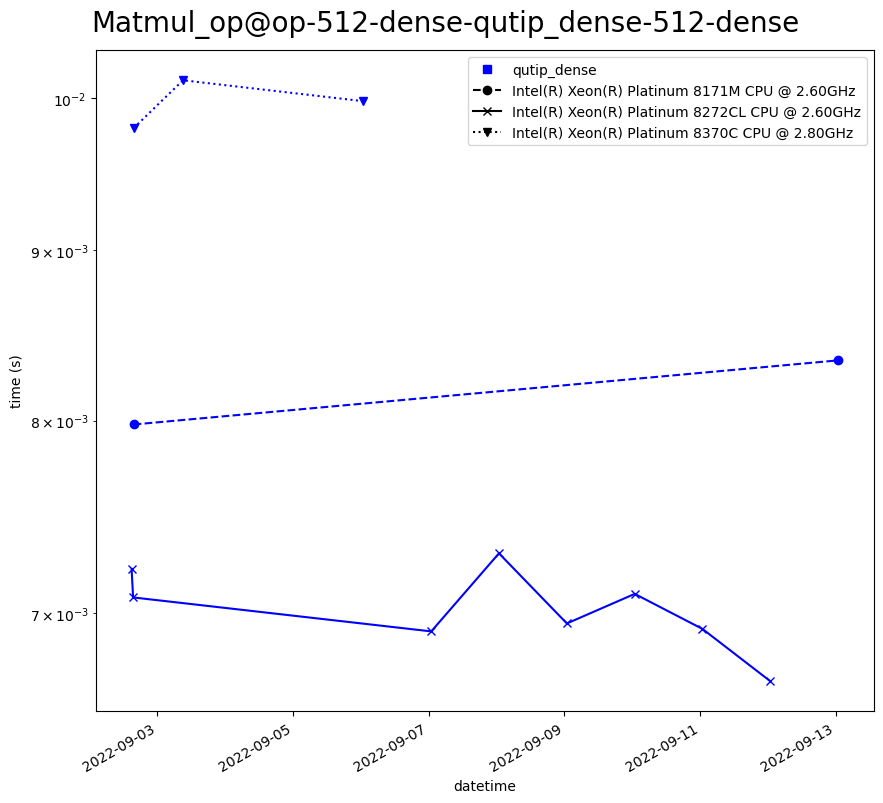 Matmul_op@op-512-dense-qutip_dense-512-dense
qutip_dense
Intel(R) Xeon(R) Platinum 8171M CPU @ 2.60GHz
Intel(R) Xeon(R) Platinum 8272CL CPU @ 2.60GHz
Intel(R) Xeon(R) Platinum 8370C CPU @ 2.80GHz
10⁻²
9 × 10⁻³
8 × 10⁻³
7 × 10⁻³
time (s)
2022-09-03
2022-09-05
2022-09-07
2022-09-09
2022-09-11
2022-09-13
datetime